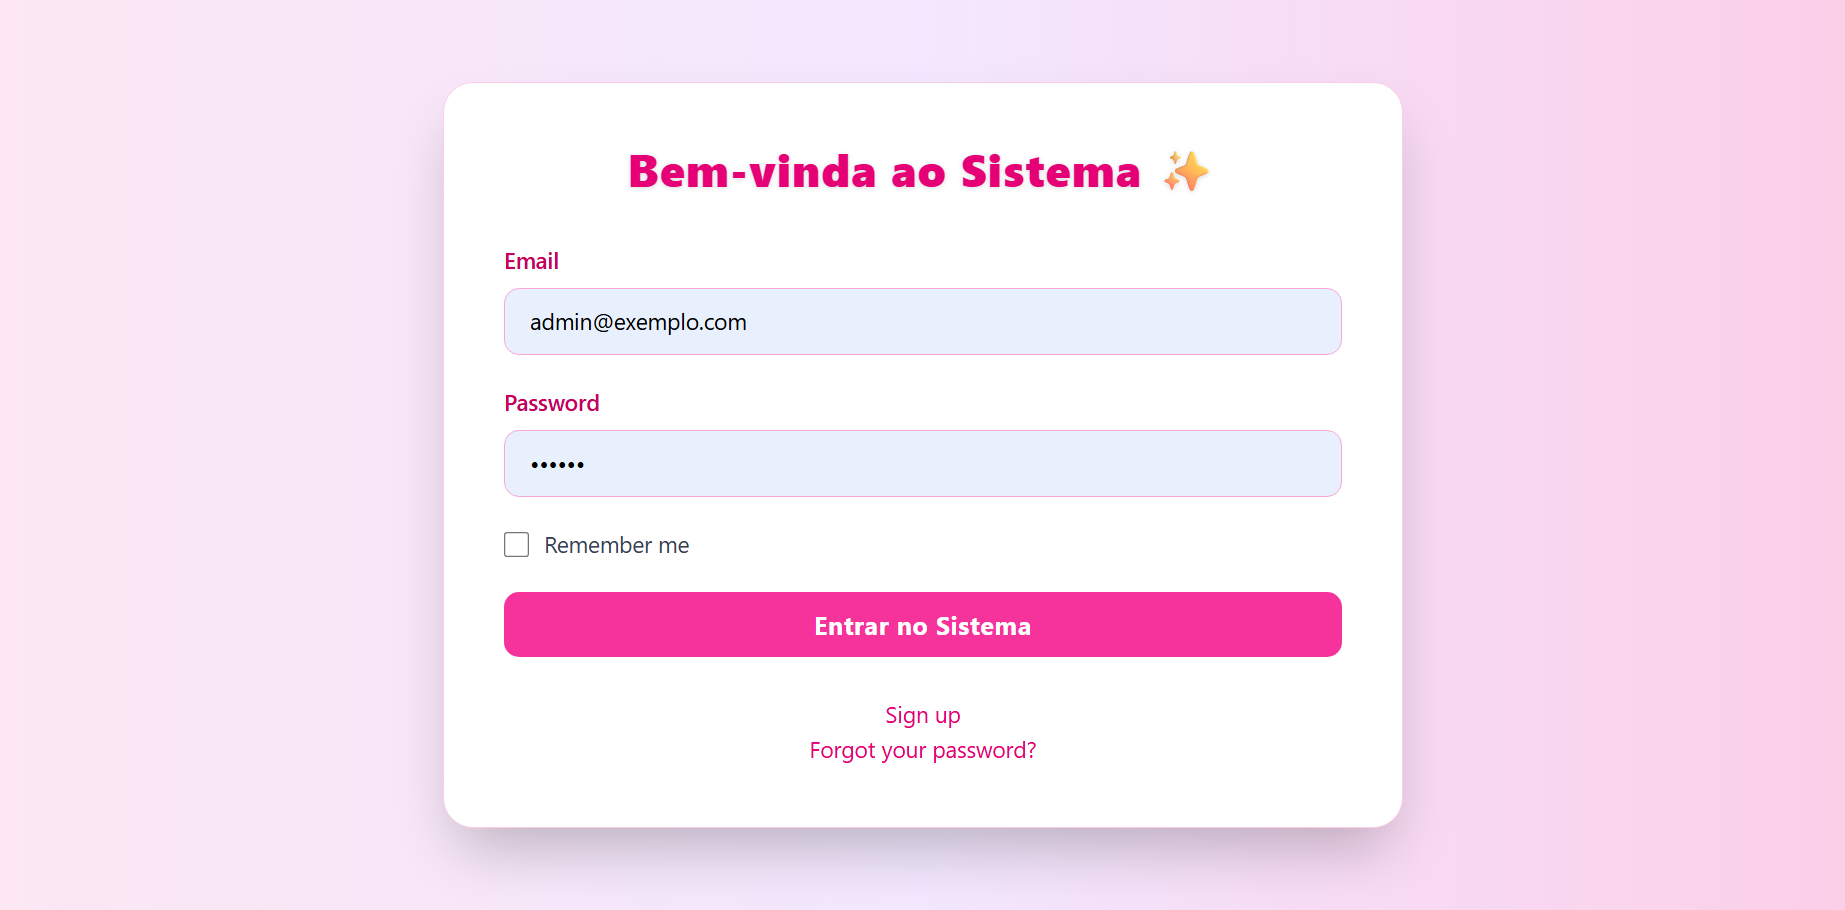 Bem-vinda ao Sistema ✨
Email
admin@exemplo.com
Password
••••••
Remember me
Entrar no Sistema
Sign up
Forgot your password?